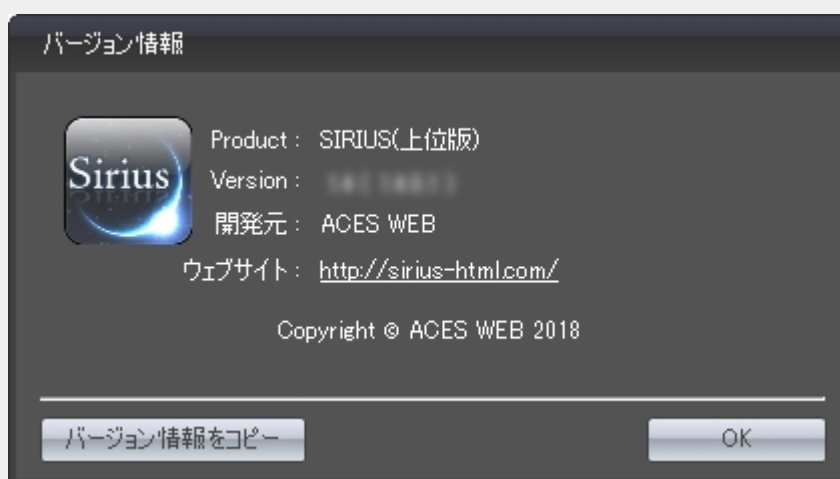 バージョン情報
Sirius
Product : SIRIUS(上位版)
Version :
開発元 : ACES WEB
ウェブサイト : http://sirius-html.com/
Copyright © ACES WEB 2018
バージョン情報をコピー
OK